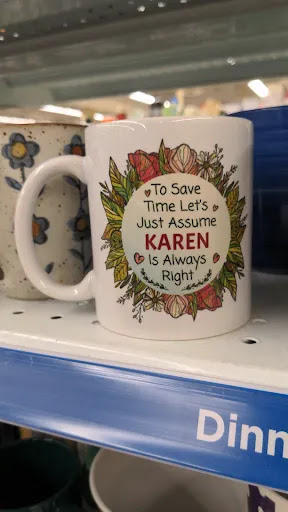 To Save
Time Let's
Just Assume
KAREN
Is Always
Right
Dinn